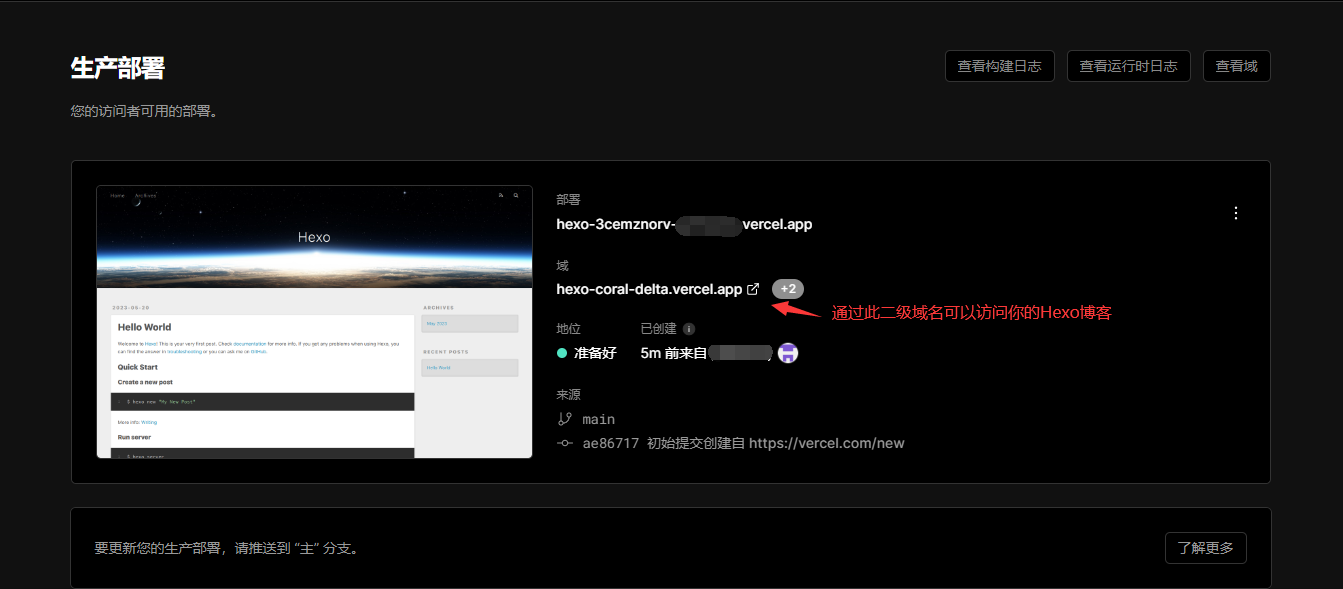 生产部署
查看构建日志
查看运行时日志
查看域
您的访问者可用的部署。
Home Archives
Hexo
2023-05-20
Hello World
Welcome to Hexo! This is your very first post. Check documentation for more info. If you get any problems when using Hexo, you
can find the answer in troubleshooting or you can ask me on GitHub.
Quick Start
Create a new post
1 $ hexo new "My New Post"
More info: Writing
Run server
1 $ hexo server
ARCHIVES
May 2023
RECENT POSTS
Hello World
部署
hexo-3cemznorv-
vercel.app
域
hexo-coral-delta.vercel.app
+2
通过此二级域名可以访问你的Hexo博客
地位
已创建
准备好
5m 前来自
来源
main
ae86717 初始提交创建自 https://vercel.com/new
要更新您的生产部署，请推送到 “主” 分支。
了解更多